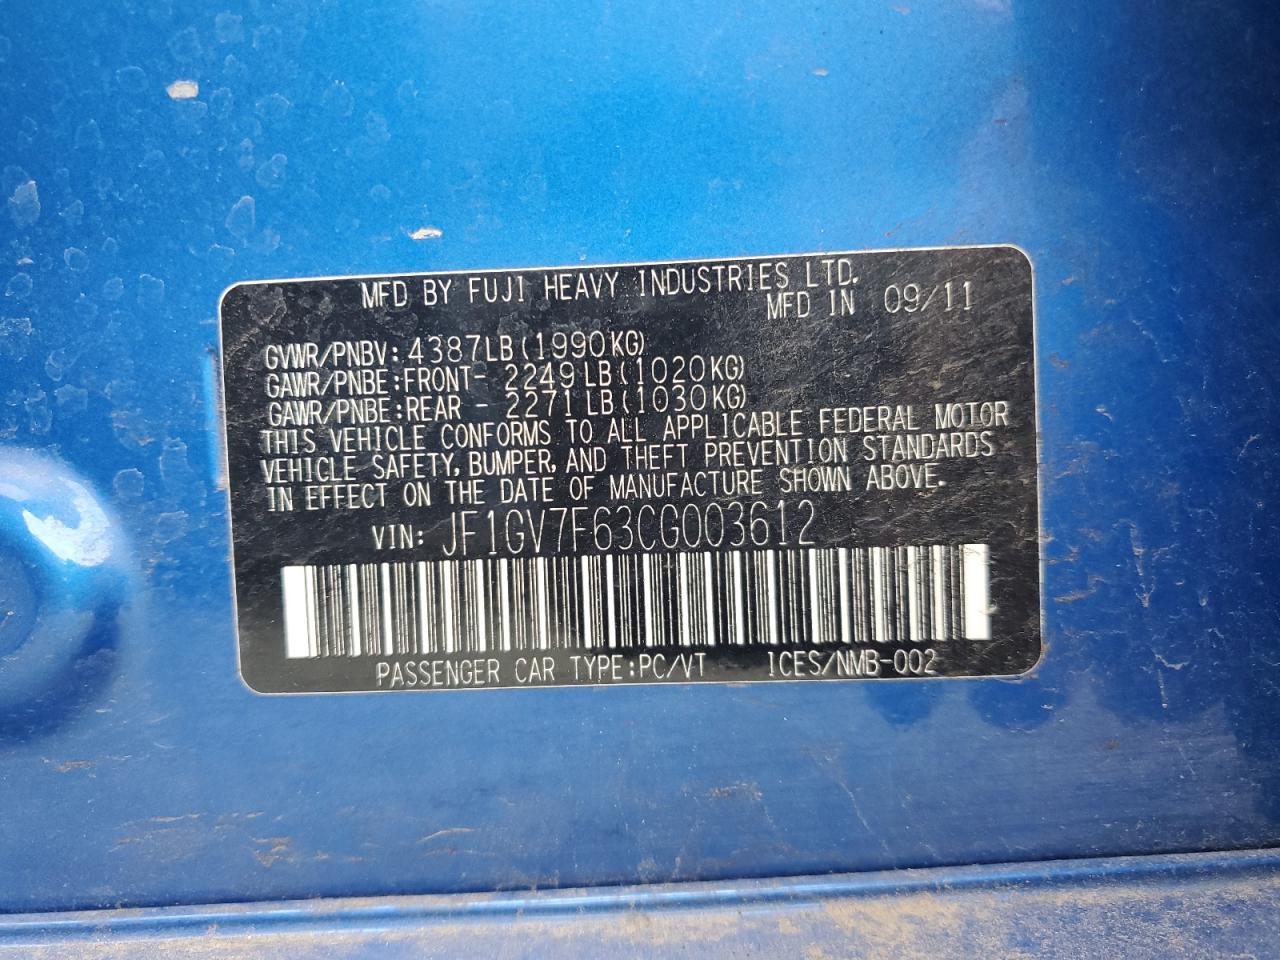 MFD BY FUJI HEAVY INDUSTRIES LTD.
MFD IN 09/11
GVWR/PNBV: 4387LB(1990KG)
GAWR/PNBE:FRONT- 2249LB(1020KG)
GAWR/PNBE:REAR - 2271LB(1030KG)
THIS VEHICLE CONFORMS TO ALL APPLICABLE FEDERAL MOTOR
VEHICLE SAFETY, BUMPER, AND THEFT PREVENTION STANDARDS
IN EFFECT ON THE DATE OF MANUFACTURE SHOWN ABOVE.
VIN: JF1GV7F63CG003612
PASSENGER CAR TYPE:PC/VT ICES/NMB-002